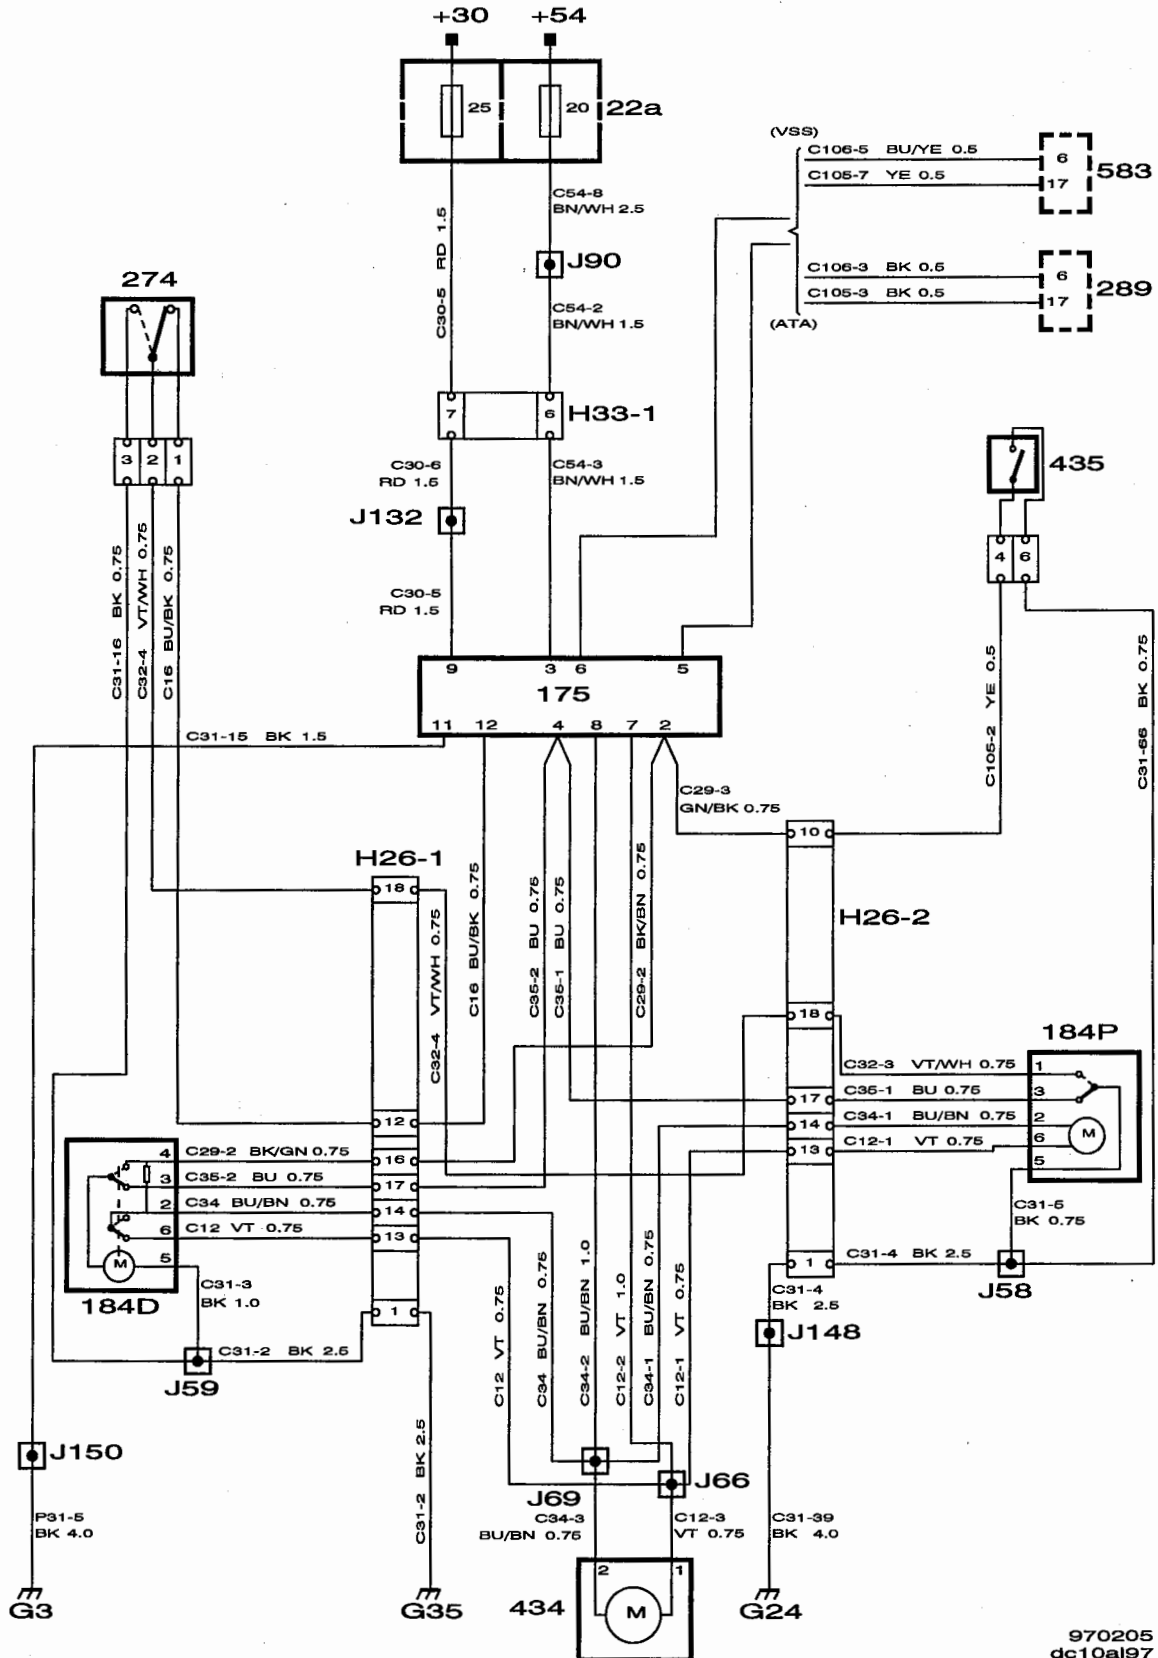 +30 +54
25 20 22a
(VSS)
C106-5 BU/YE 0.5 6
C105-7 YE 0.5 17 583
C106-3 BK 0.5 6
C105-3 BK 0.5 17 289
(ATA)
C54-8
BN/WH 2.5
J90
C54-2
BN/WH 1.5
C30-5 RD 1.5
274
7 6 H33-1
3 2 1
C30-6
RD 1.5
C54-3
BN/WH 1.5
J132
C30-5
RD 1.5
435
4 6
C31-16 BK 0.75
C32-4 VT/WH 0.75
C16 BU/BK 0.75
C105-2 YE 0.5
C31-66 BK 0.75
9 3 6 5
175
11 12 4 8 7 2
C31-15 BK 1.5
C29-3
GN/BK 0.75
10
H26-1
18
H26-2
C32-4 VT/WH 0.75
C16 BU/BK 0.75
C35-2 BU 0.75
C35-1 BU 0.75
C29-2 BK/BN 0.75
18
184P
C32-3 VT/WH 0.75 1
17 C35-1 BU 0.75 3
14 C34-1 BU/BN 0.75 2
13 C12-1 VT 0.75 6
M
5
12
4 C29-2 BK/GN 0.75 16
3 C35-2 BU 0.75 17
2 C34 BU/BN 0.75 14
6 C12 VT 0.75 13
M 5
184D
C31-3
BK 1.0
1
C31-5
BK 0.75
1 C31-4 BK 2.5
J58
C31-4
BK 2.5
J148
C31-2 BK 2.5
J59
C12 VT 0.75
C34 BU/BN 0.75
C34-2 BU/BN 1.0
C12-2 VT 1.0
C34-1 BU/BN 0.75
C12-1 VT 0.75
J150
C31-2 BK 2.5
J69 J66
P31-5
BK 4.0
C34-3
BU/BN 0.75
C12-3
VT 0.75
C31-39
BK 4.0
2 1
G3 G35 434 M G24
970205
dc10al97